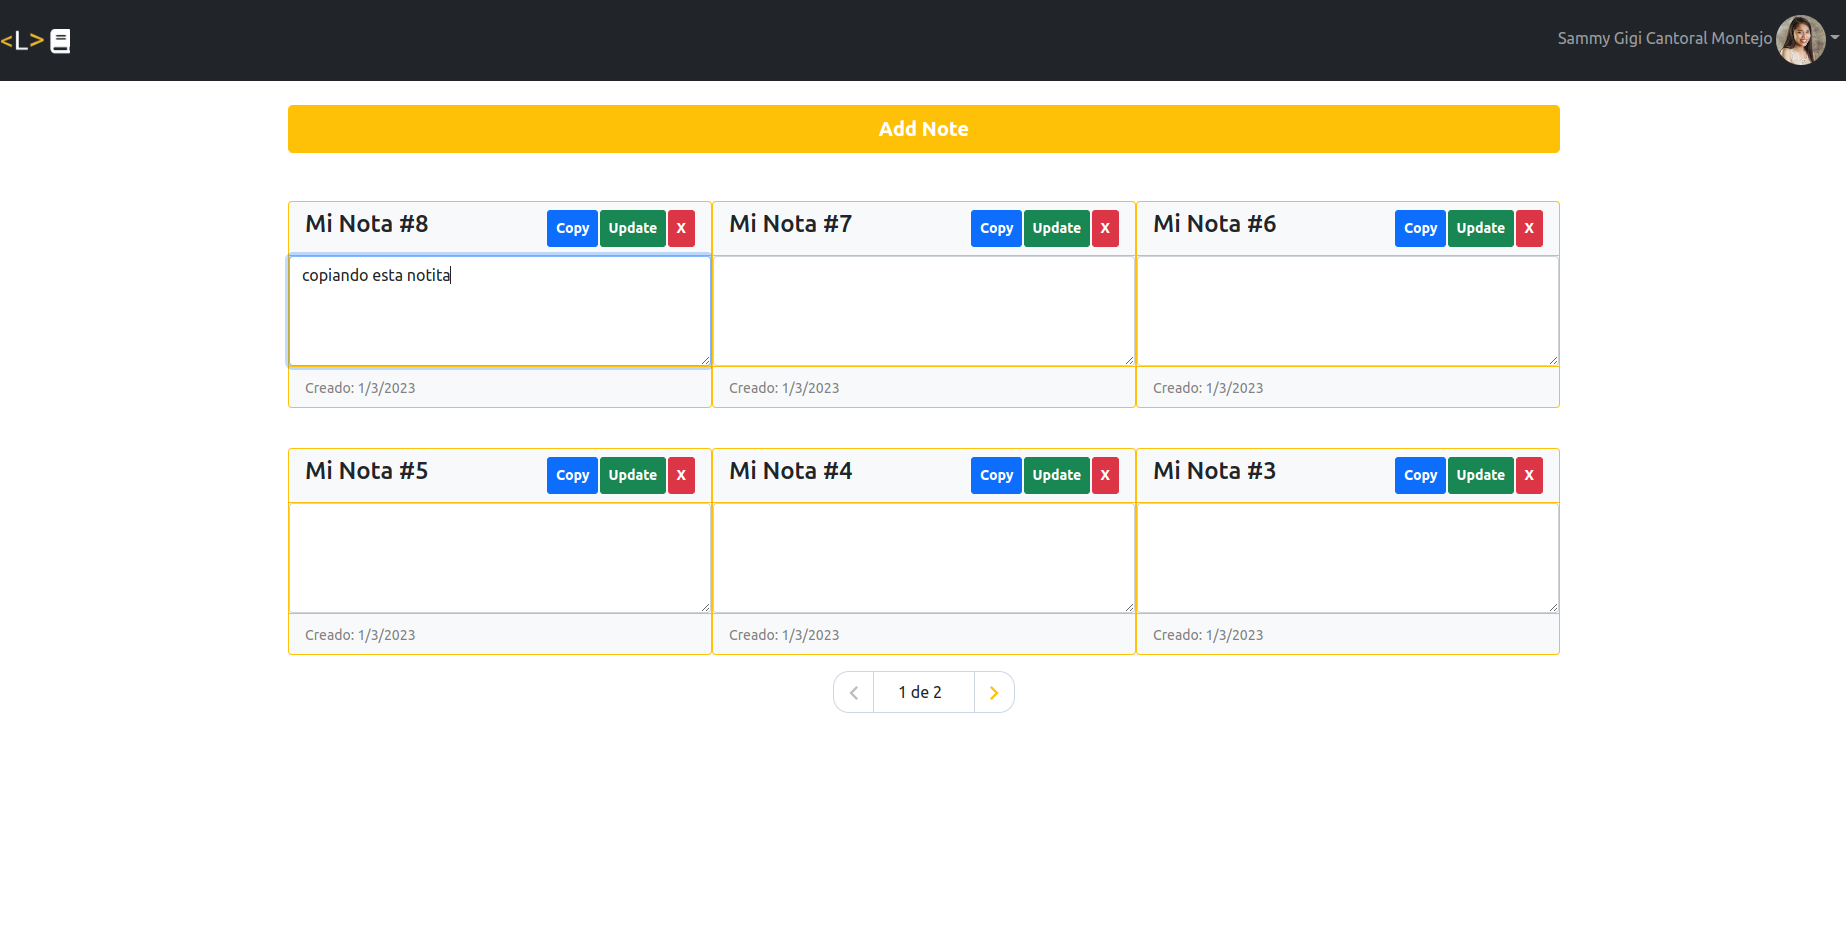 <L>
Sammy Gigi Cantoral Montejo
Add Note
Mi Nota #8 Copy Update X
copiando esta notita
Creado: 1/3/2023
Mi Nota #7 Copy Update X
Creado: 1/3/2023
Mi Nota #6 Copy Update X
Creado: 1/3/2023
Mi Nota #5 Copy Update X
Creado: 1/3/2023
Mi Nota #4 Copy Update X
Creado: 1/3/2023
Mi Nota #3 Copy Update X
Creado: 1/3/2023
1 de 2